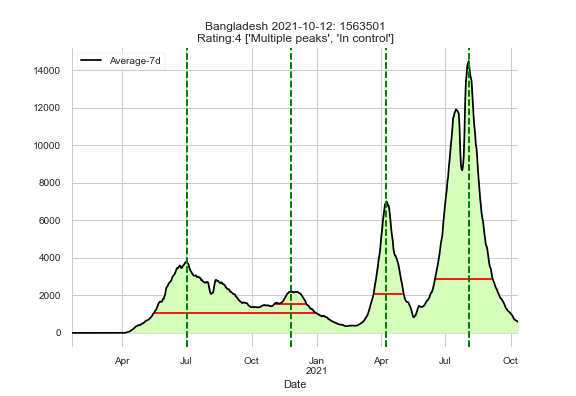 Bangladesh 2021-10-12: 1563501
Rating:4 ['Multiple peaks', 'In control']
Average-7d
14000
12000
10000
8000
6000
4000
2000
0
Apr Jul Oct Jan Apr Jul Oct
2021
Date